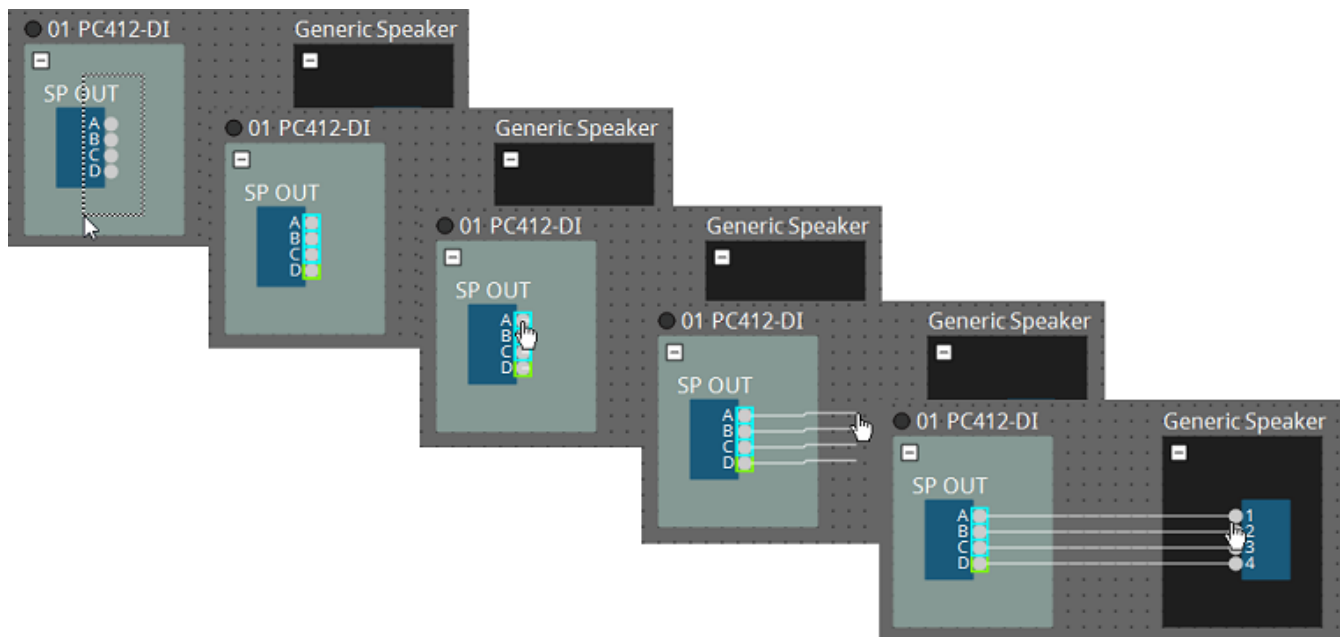 01 PC412-DI
Generic Speaker
SP OUT
A
B
C
D
01 PC412-DI
Generic Speaker
SP OUT
A
B
C
D
01 PC412-DI
Generic Speaker
SP OUT
A
B
C
D
01 PC412-DI
Generic Speaker
SP OUT
A
B
C
D
01 PC412-DI
Generic Speaker
SP OUT
A
B
C
D
1
2
3
4